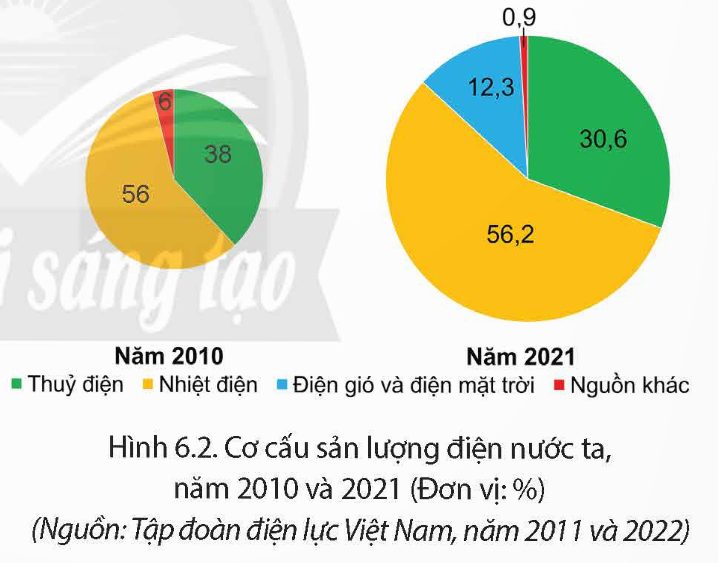 0,9
12,3
6
38
30,6
56
56,2
i sáng tạo
Năm 2010
Năm 2021
Thuỷ điện
Nhiệt điện
Điện gió và điện mặt trời
Nguồn khác
Hình 6.2. Cơ cấu sản lượng điện nước ta,
năm 2010 và 2021 (Đơn vị: %)
(Nguồn: Tập đoàn điện lực Việt Nam, năm 2011 và 2022)